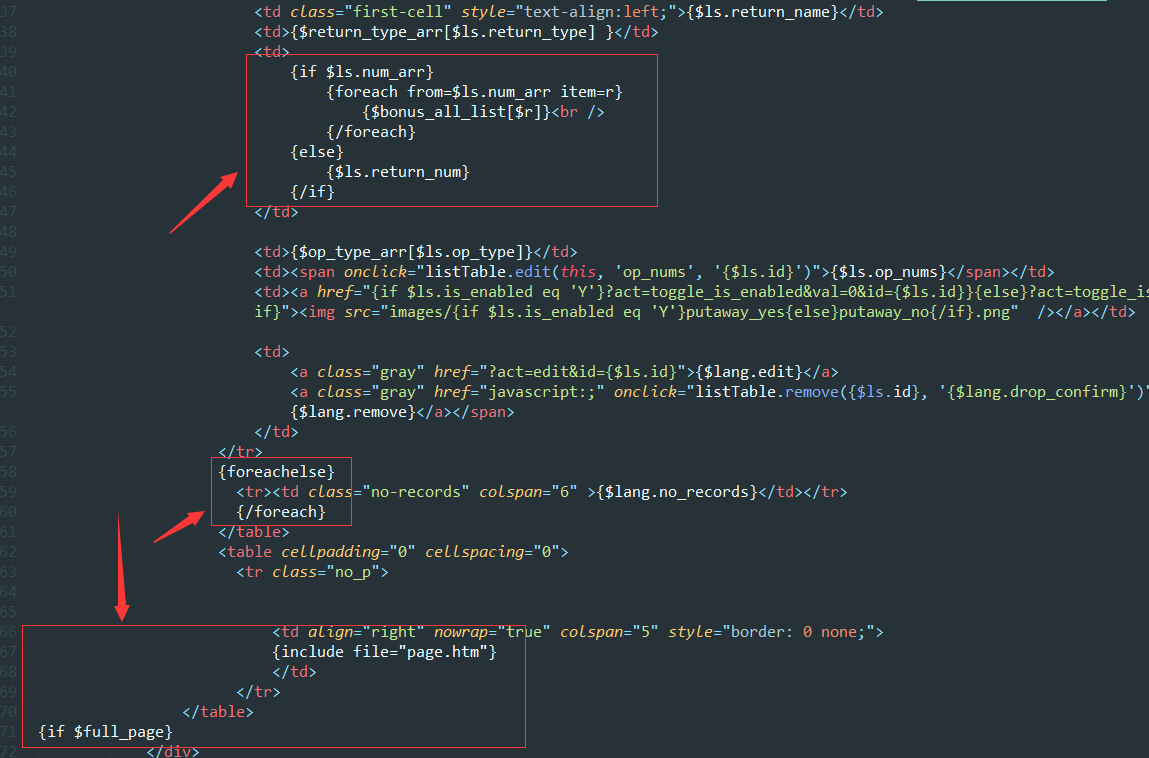 37 <td class="first-cell" style="text-align:left;">{$ls.return_name}</td>
38 <td>{$return_type_arr[$ls.return_type] }</td>
39 <td>
40 {if $ls.num_arr}
41 {foreach from=$ls.num_arr item=r}
42 {$bonus_all_list[$r]}<br />
43 {/foreach}
44 {else}
45 {$ls.return_num}
46 {/if}
47 </td>
48
49 <td>{$op_type_arr[$ls.op_type]}</td>
50 <td><span onclick="listTable.edit(this, 'op_nums', '{$ls.id}')">{$ls.op_nums}</span></td>
51 <td><a href="{if $ls.is_enabled eq 'Y'}?act=toggle_is_enabled&val=0&id={$ls.id}}{else}?act=toggle_is
if}"><img src="images/{if $ls.is_enabled eq 'Y'}putaway_yes{else}putaway_no{/if}.png"  /></a></td>
52
53 <td>
54 <a class="gray" href="?act=edit&id={$ls.id}">{$lang.edit}</a>
55 <a class="gray" href="javascript:;" onclick="listTable.remove({$ls.id}, '{$lang.drop_confirm}')"
{$lang.remove}</a></span>
56 </td>
57 </tr>
58 {foreachelse}
59 <tr><td class="no-records" colspan="6" >{$lang.no_records}</td></tr>
60 {/foreach}
61 </table>
62 <table cellpadding="0" cellspacing="0">
63 <tr class="no_p">
64
65
66 <td align="right" nowrap="true" colspan="5" style="border: 0 none;">
67 {include file="page.htm"}
68 </td>
69 </tr>
70 </table>
71 {if $full_page}
72 </div>